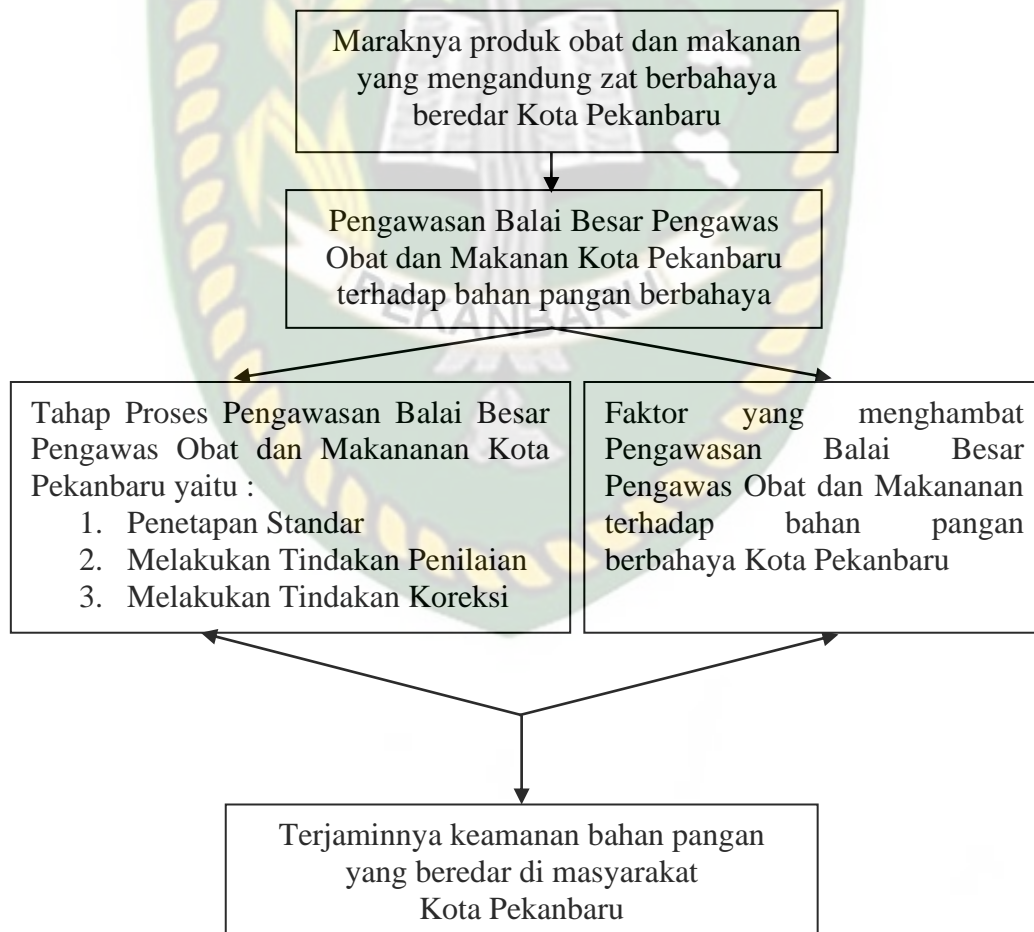 Maraknya produk obat dan makanan
yang mengandung zat berbahaya
beredar Kota Pekanbaru
Pengawasan Balai Besar Pengawas
Obat dan Makanan Kota Pekanbaru
terhadap bahan pangan berbahaya
PEKANBARU
Tahap Proses Pengawasan Balai Besar
Pengawas Obat dan Makananan Kota
Pekanbaru yaitu :
1. Penetapan Standar
2. Melakukan Tindakan Penilaian
3. Melakukan Tindakan Koreksi
Faktor yang menghambat
Pengawasan Balai Besar
Pengawas Obat dan Makananan
terhadap bahan pangan
berbahaya Kota Pekanbaru
Terjaminnya keamanan bahan pangan
yang beredar di masyarakat
Kota Pekanbaru